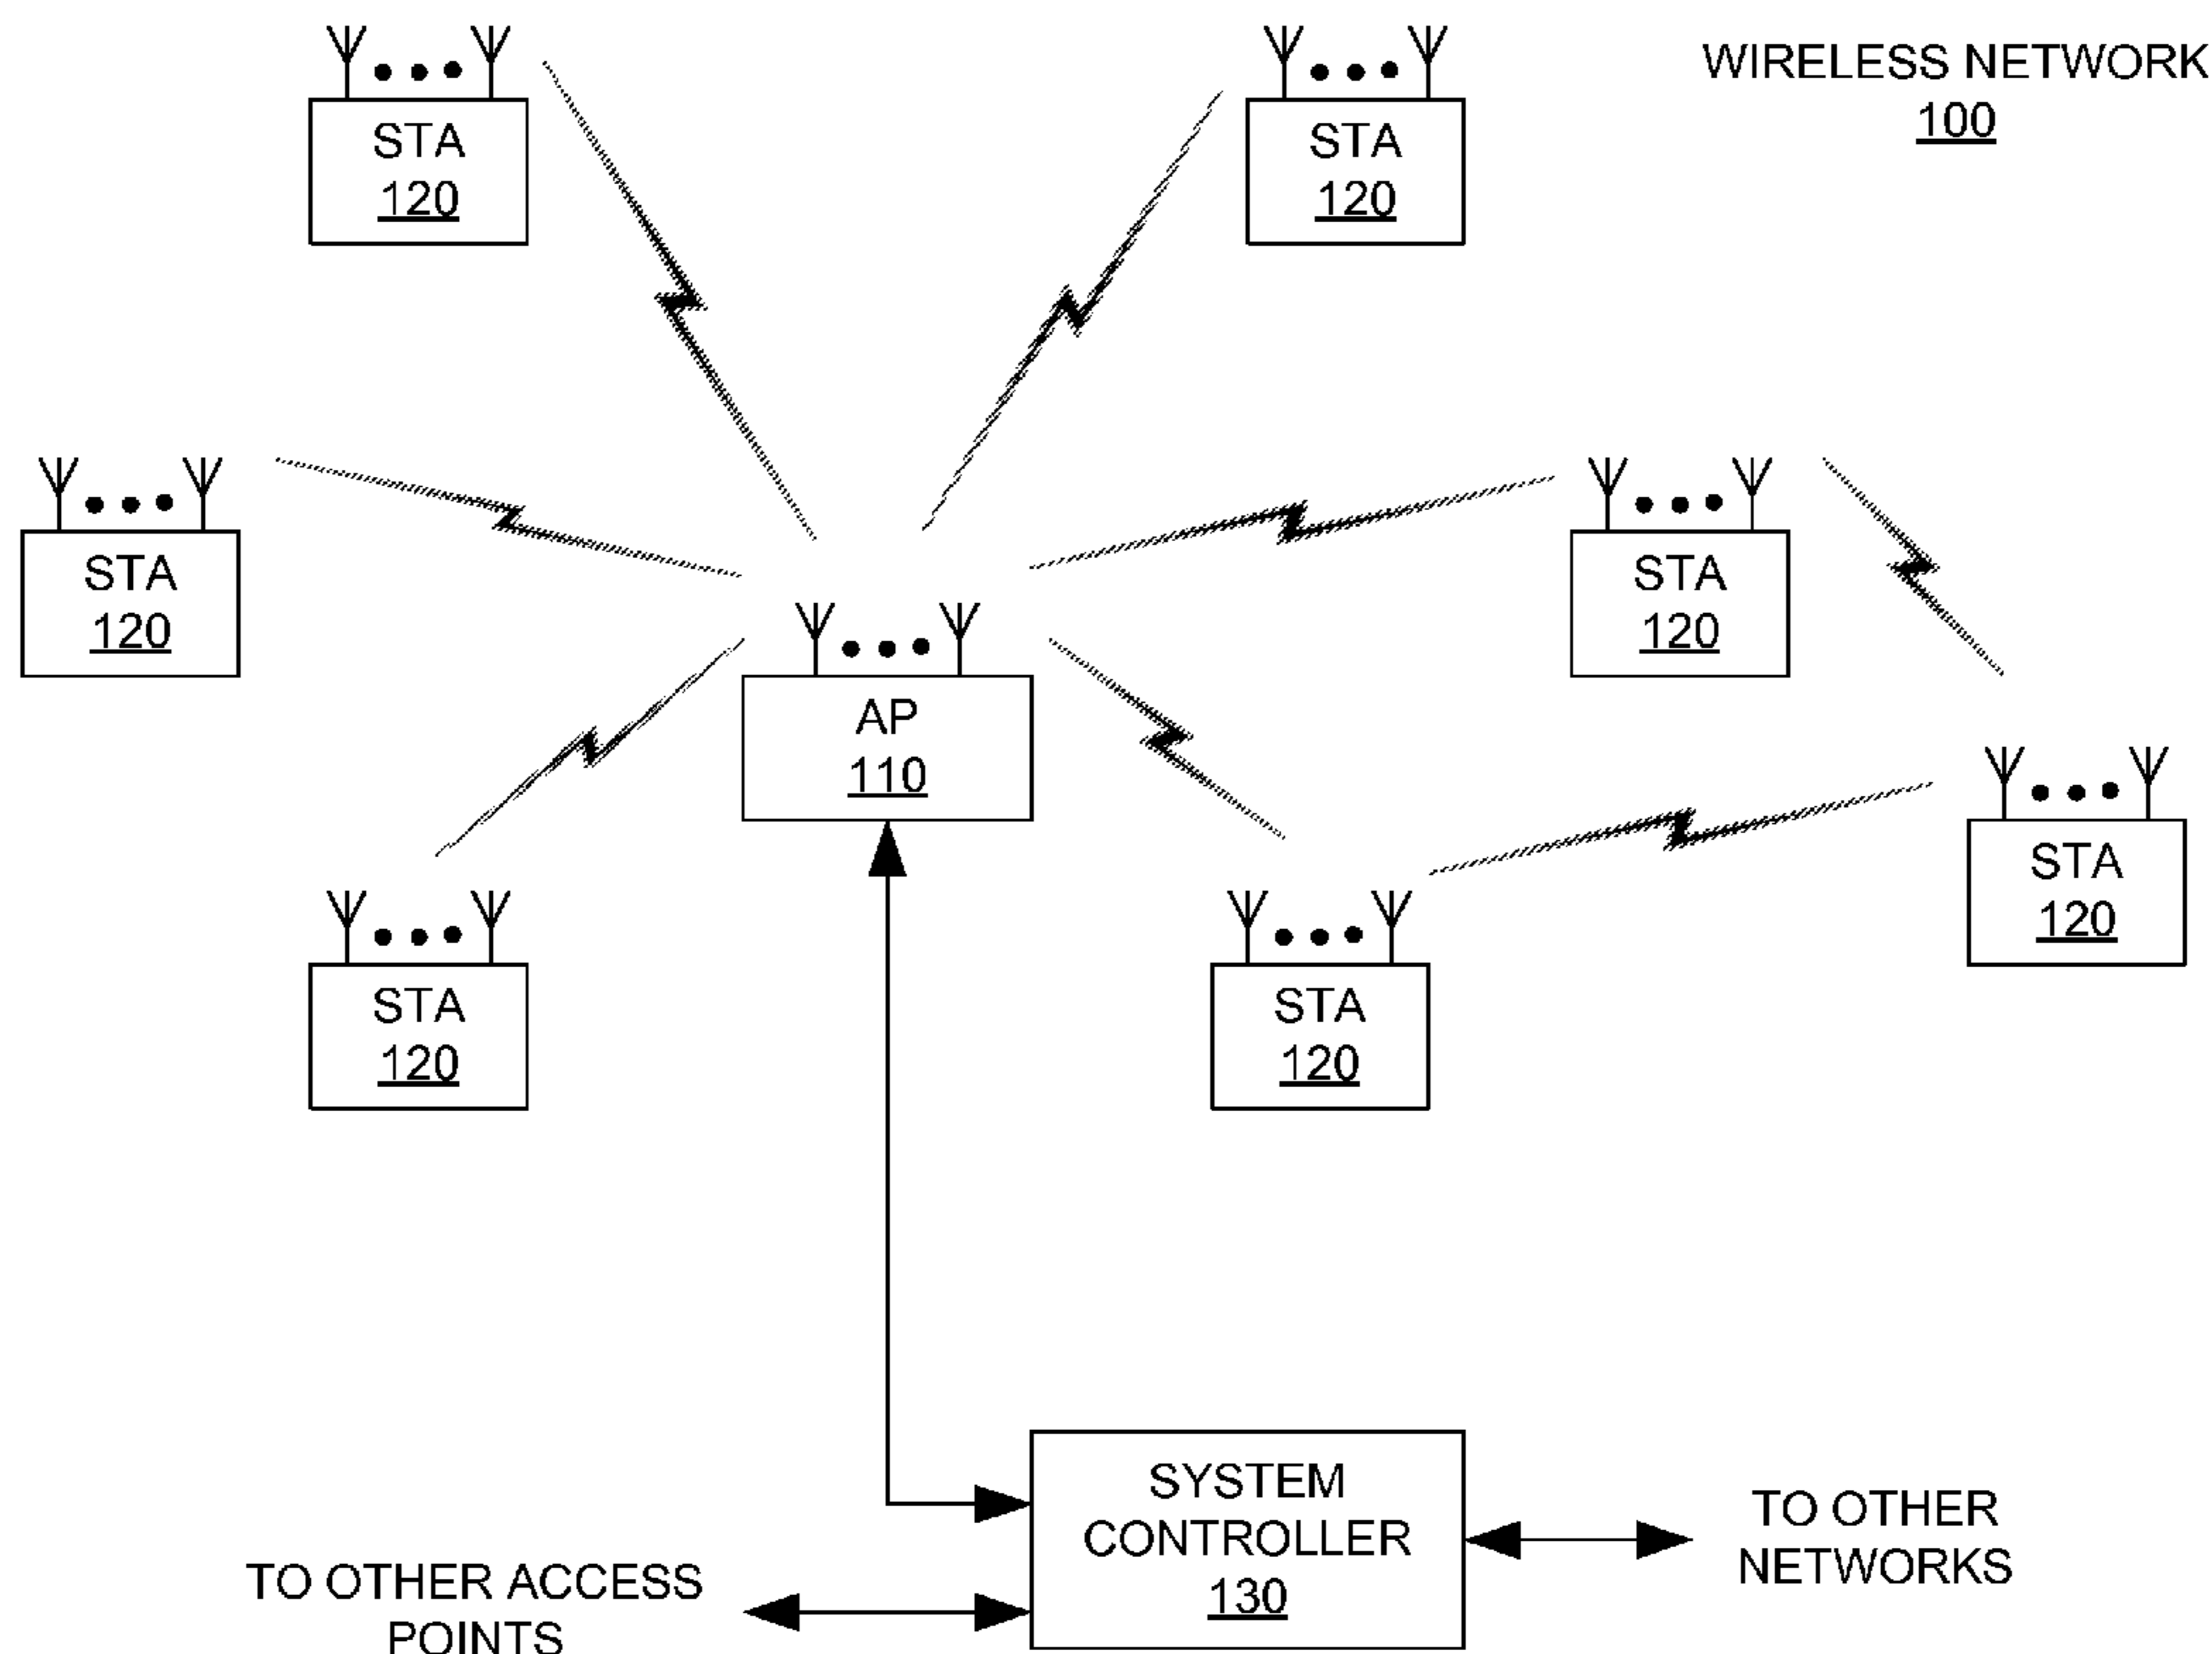 WIRELESS NETWORK
100
STA
120
STA
120
STA
120
STA
120
AP
110
STA
120
STA
120
STA
120
SYSTEM
CONTROLLER
130
TO OTHER
NETWORKS
TO OTHER ACCESS
POINTS